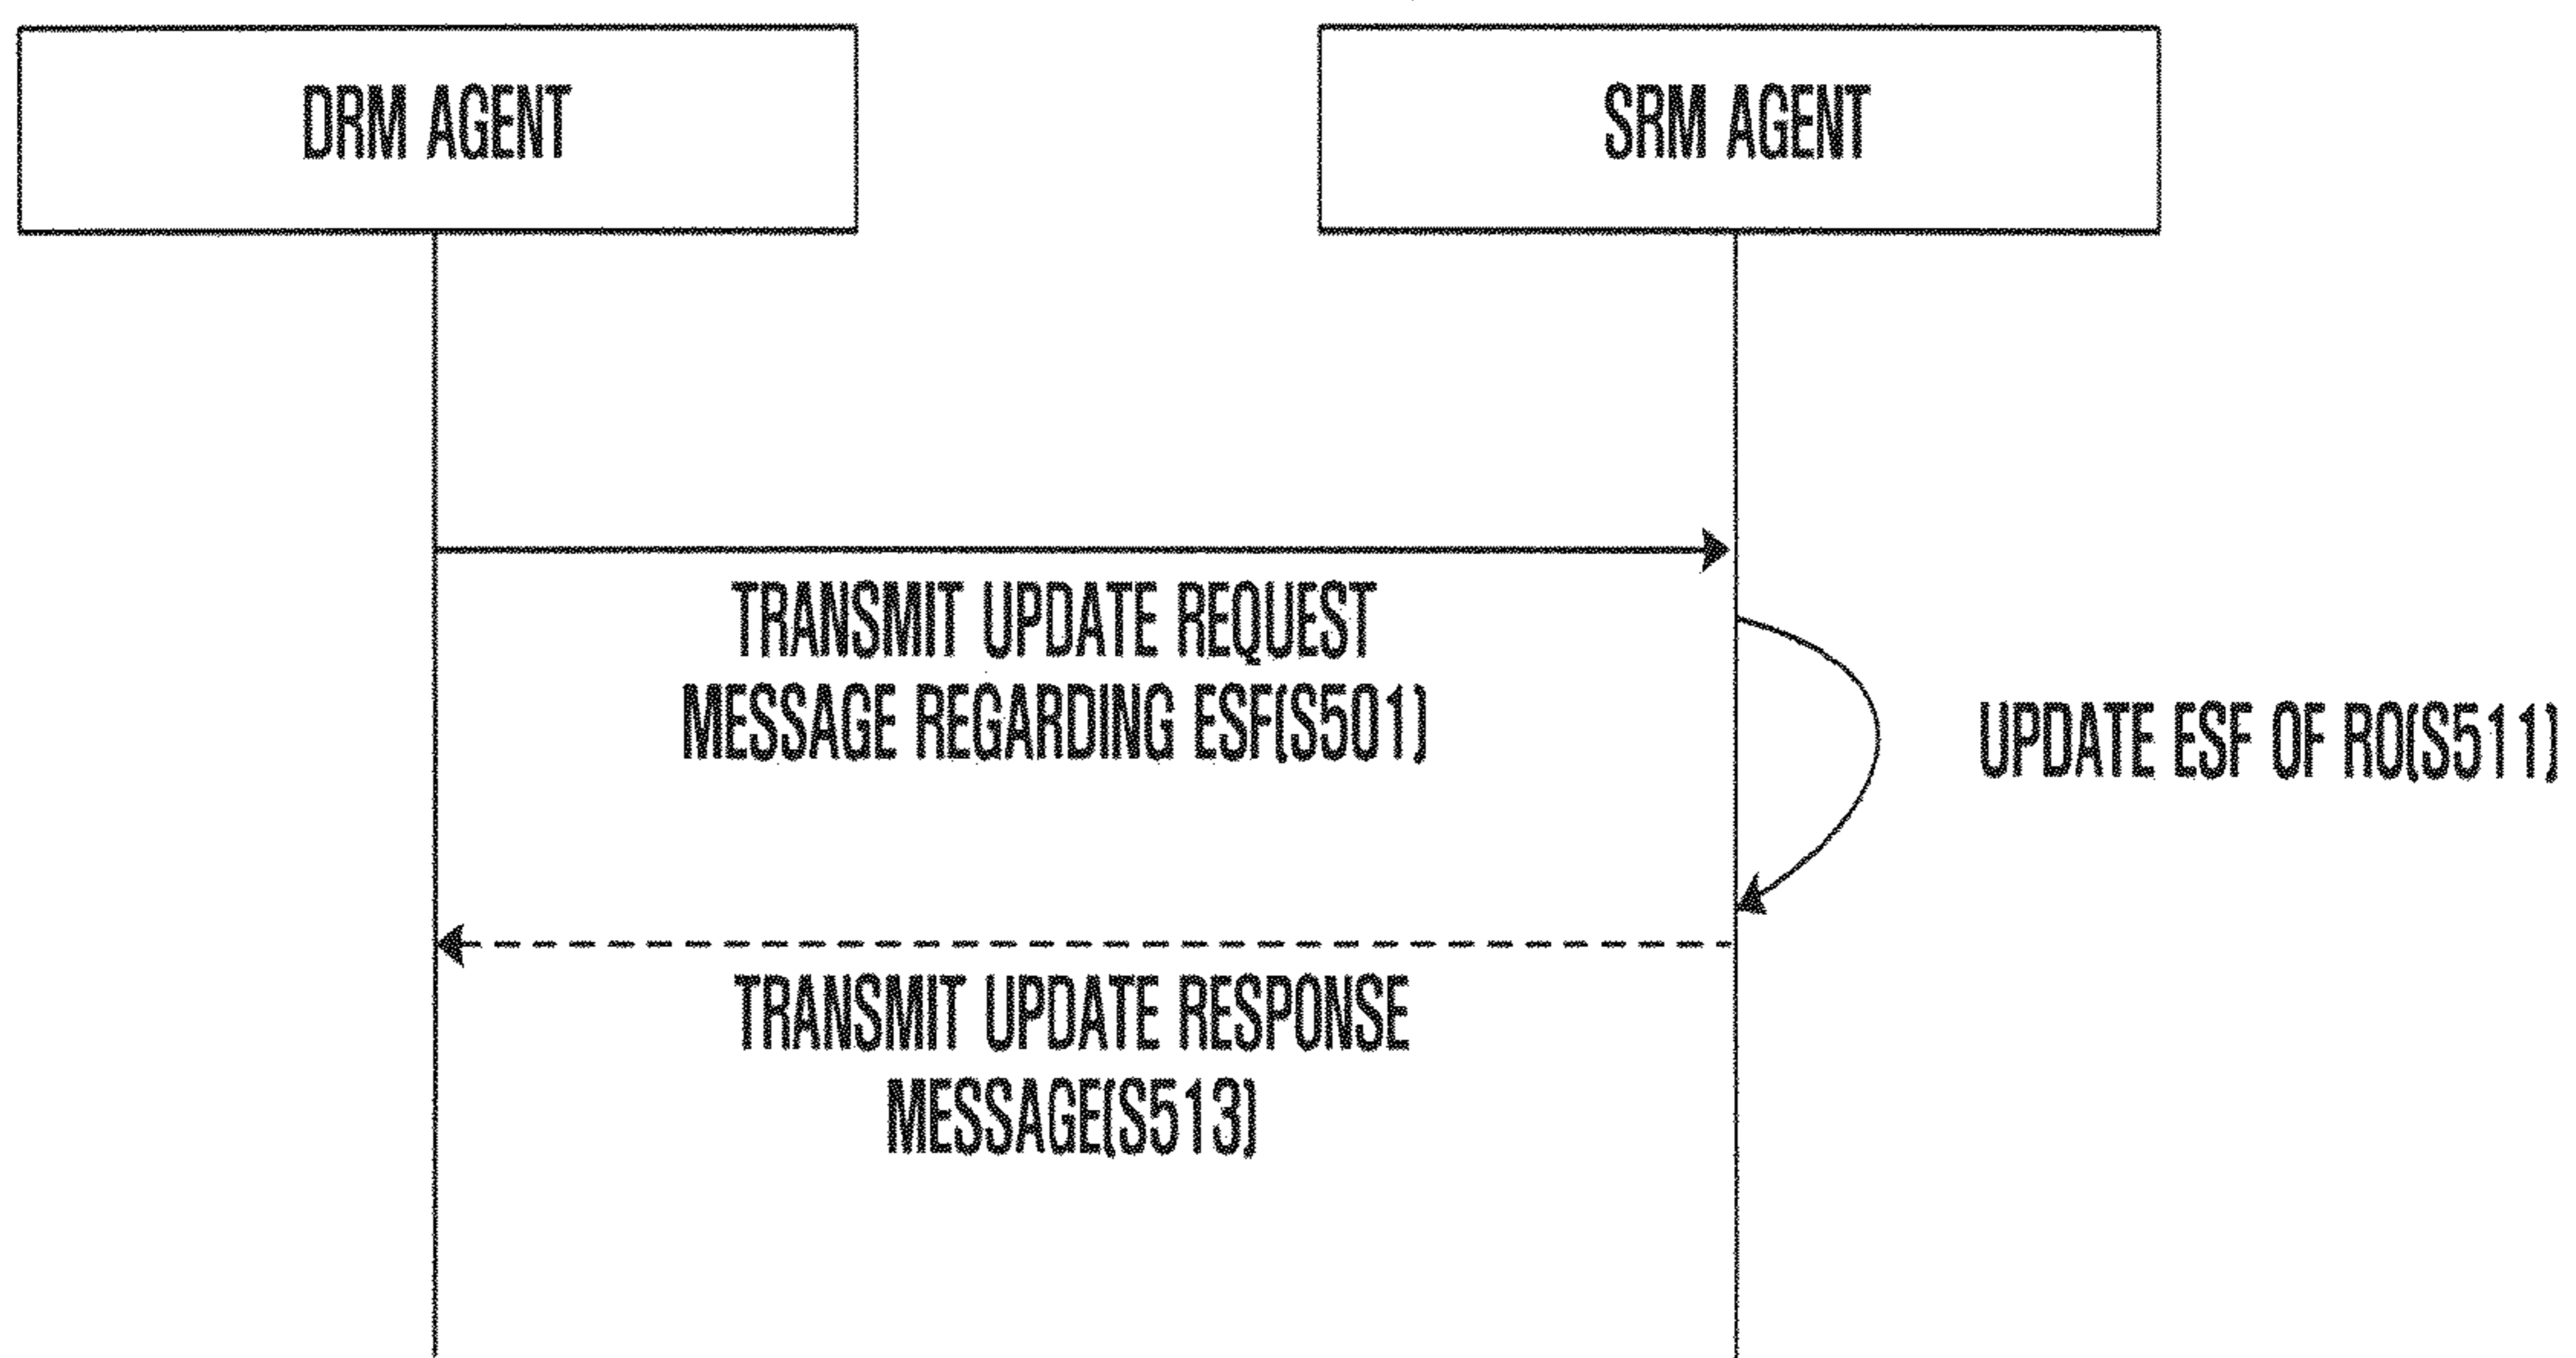 DRM AGENT
SRM AGENT
TRANSMIT UPDATE REQUEST
MESSAGE REGARDING ESF(S501)
UPDATE ESF OF RO(S511)
TRANSMIT UPDATE RESPONSE
MESSAGE(S513)